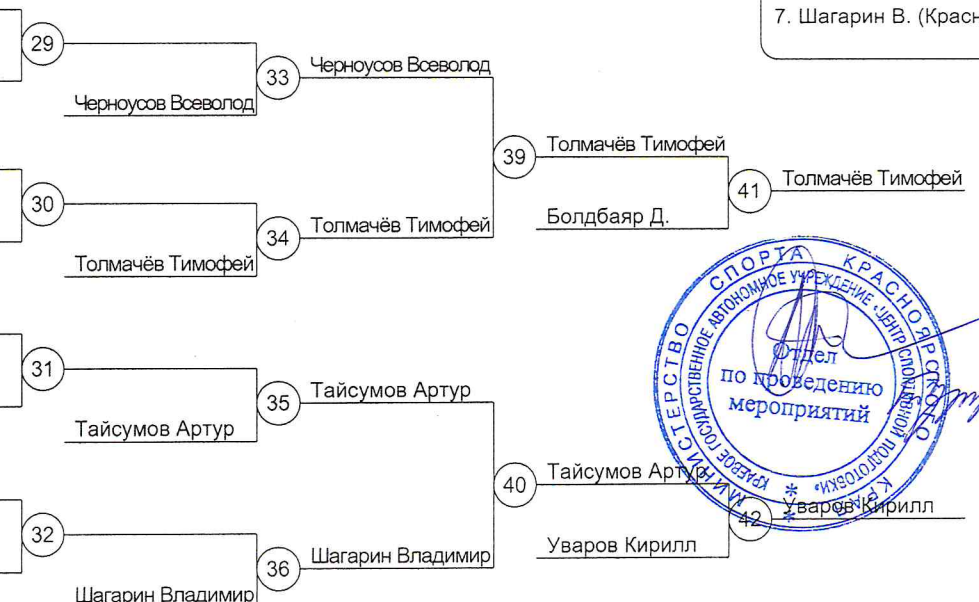 7. Шагарин В. (Красн
29
Черноусов Всеволод
33
Черноусов Всеволод
30
Толмачёв Тимофей
34
Толмачёв Тимофей
39
Толмачёв Тимофей
Болдбаяр Д.
41
Толмачёв Тимофей
31
Тайсумов Артур
35
Тайсумов Артур
32
Шагарин Владимир
36
Шагарин Владимир
40
Тайсумов Артур
Уваров Кирилл
42
Уваров Кирилл
МИНИСТЕРСТВО СПОРТА КРАСНОЯРСКОГО КРАЯ
КРАЕВОЕ ГОСУДАРСТВЕННОЕ АВТОНОМНОЕ УЧРЕЖДЕНИЕ «ЦЕНТР СПОРТИВНОЙ ПОДГОТОВКИ»
Отдел
по проведению
мероприятий